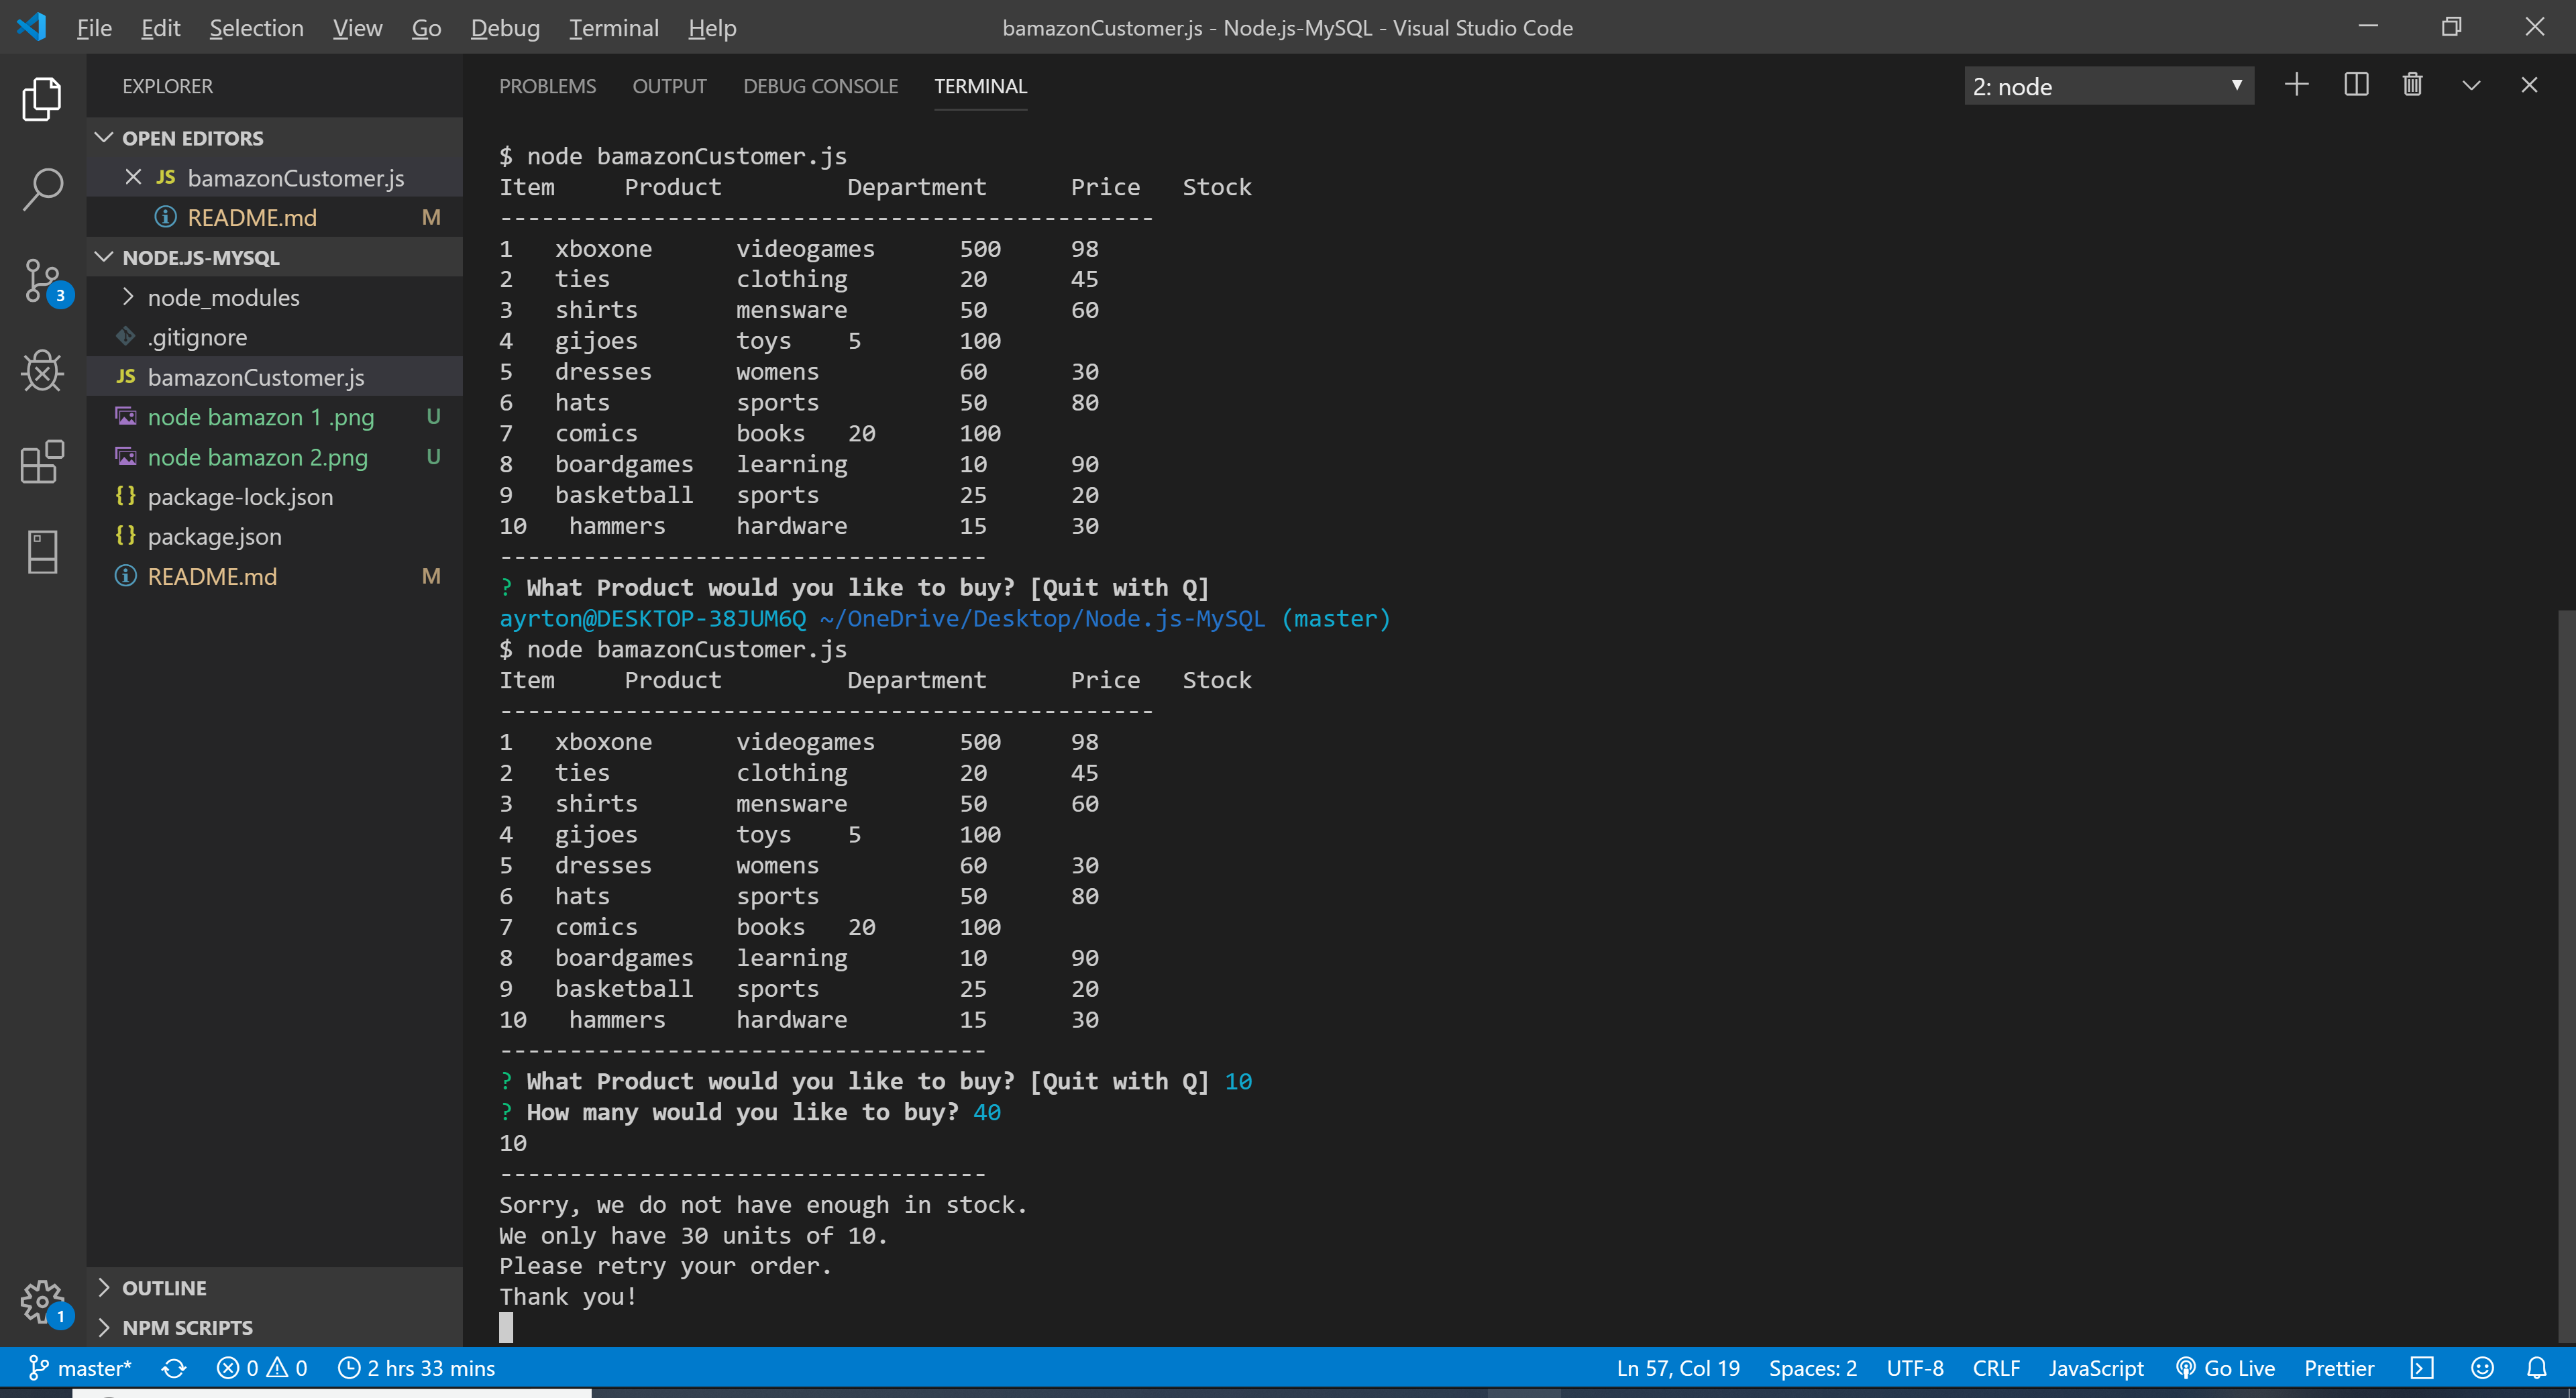 File Edit Selection View Go Debug Terminal Help bamazonCustomer.js - Node.js-MySQL - Visual Studio Code
EXPLORER
OPEN EDITORS
JS bamazonCustomer.js
README.md M
NODE.JS-MYSQL
node_modules
.gitignore
JS bamazonCustomer.js
node bamazon 1 .png U
node bamazon 2.png U
{} package-lock.json
{} package.json
README.md M
OUTLINE
NPM SCRIPTS
3
1
PROBLEMS OUTPUT DEBUG CONSOLE TERMINAL 2: node
$ node bamazonCustomer.js
Item Product Department Price Stock
-----------------------------------------------
1 xboxone videogames 500 98
2 ties clothing 20 45
3 shirts mensware 50 60
4 gijoes toys 5 100
5 dresses womens 60 30
6 hats sports 50 80
7 comics books 20 100
8 boardgames learning 10 90
9 basketball sports 25 20
10 hammers hardware 15 30
-----------------------------------
? What Product would you like to buy? [Quit with Q]
ayrton@DESKTOP-38JUM6Q ~/OneDrive/Desktop/Node.js-MySQL (master)
$ node bamazonCustomer.js
Item Product Department Price Stock
-----------------------------------------------
1 xboxone videogames 500 98
2 ties clothing 20 45
3 shirts mensware 50 60
4 gijoes toys 5 100
5 dresses womens 60 30
6 hats sports 50 80
7 comics books 20 100
8 boardgames learning 10 90
9 basketball sports 25 20
10 hammers hardware 15 30
-----------------------------------
? What Product would you like to buy? [Quit with Q] 10
? How many would you like to buy? 40
10
-----------------------------------
Sorry, we do not have enough in stock.
We only have 30 units of 10.
Please retry your order.
Thank you!
master* 0 0 2 hrs 33 mins Ln 57, Col 19 Spaces: 2 UTF-8 CRLF JavaScript Go Live Prettier